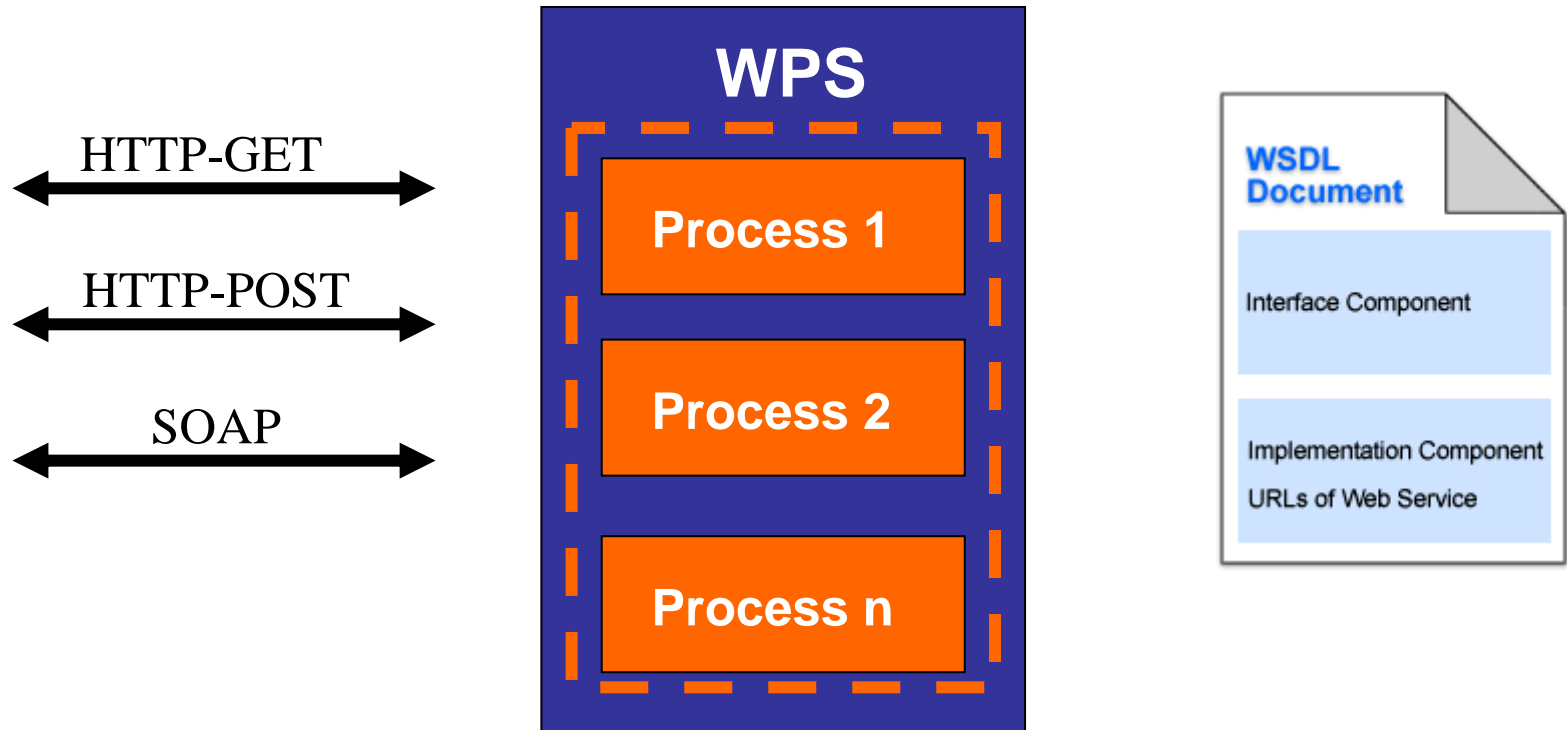 HTTP-GET
HTTP-POST
SOAP
WPS
Process 1
Process 2
Process n
WSDL
Document
Interface Component
Implementation Component
URLs of Web Service